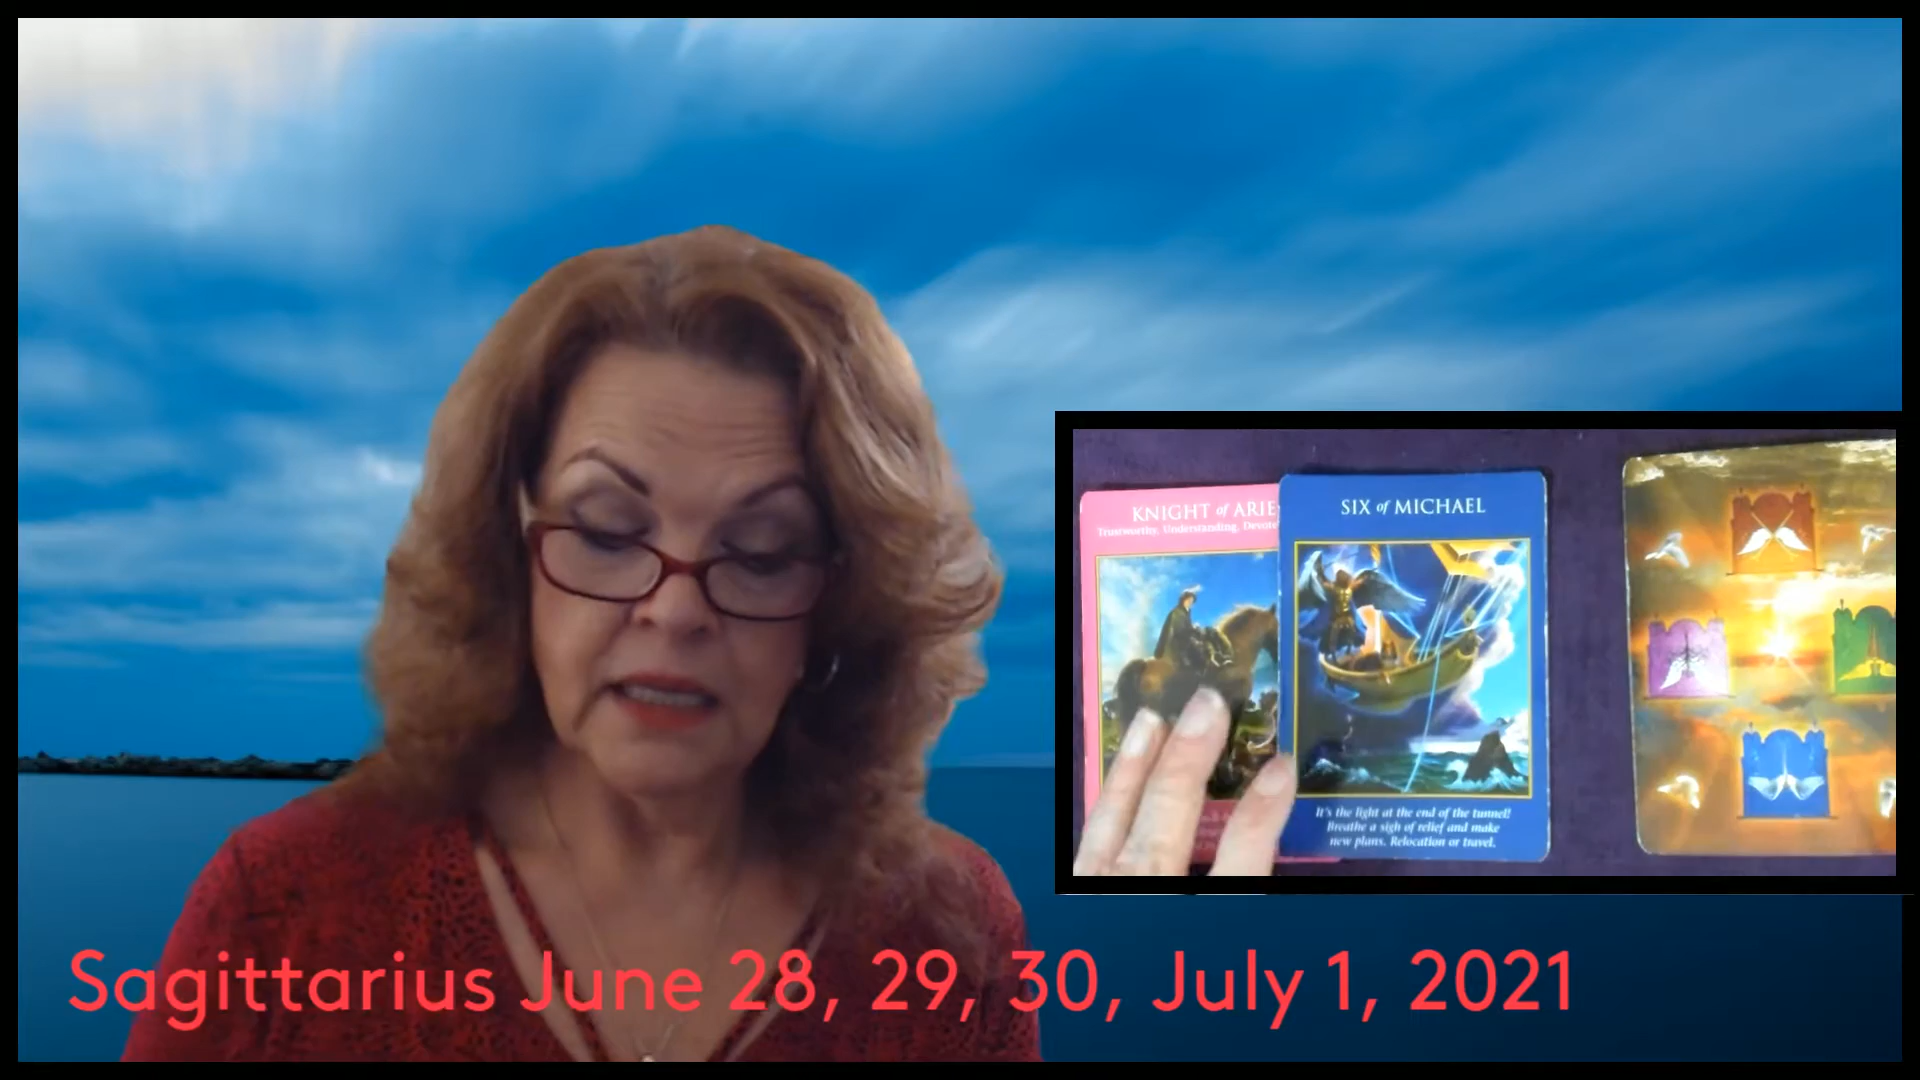 KNIGHT of ARIE
Trustworthy, Understanding, Devote
SIX of MICHAEL
It's the light at the end of the tunnel!
Breathe a sigh of relief and make
new plans. Relocation or travel.
Sagittarius June 28, 29, 30, July 1, 2021